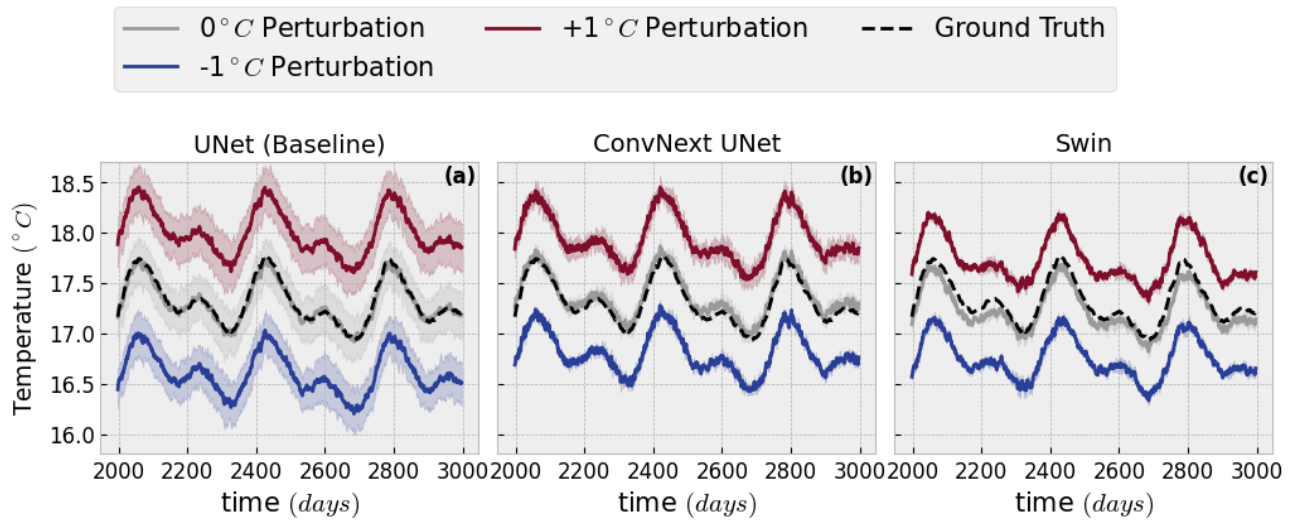 0°C Perturbation +1°C Perturbation Ground Truth
-1°C Perturbation
UNet (Baseline) ConvNext UNet Swin
(a) (b) (c)
18.5
18.0
17.5
17.0
16.5
16.0
Temperature (°C)
2000 2200 2400 2600 2800 3000 2000 2200 2400 2600 2800 3000 2000 2200 2400 2600 2800 3000
time (days) time (days) time (days)